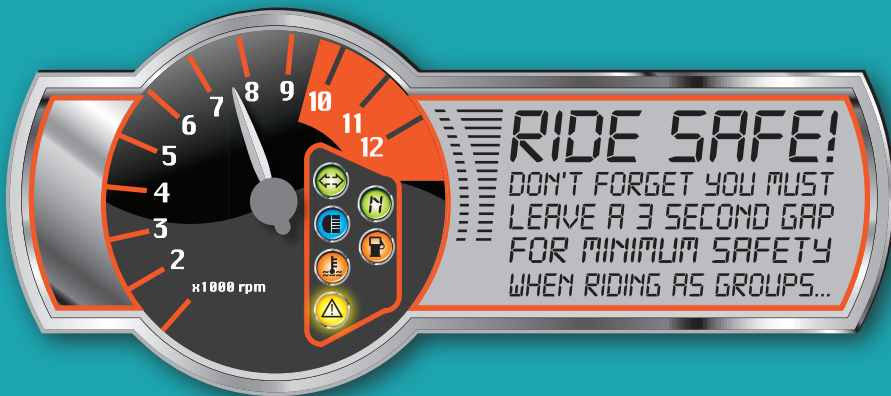 8
9
7
10
6
11
5
12
4
3
2
x1000 rpm
N
RIDE SAFE!
DON'T FORGET YOU MUST
LEAVE A 3 SECOND GAP
FOR MINIMUM SAFETY
WHEN RIDING AS GROUPS...